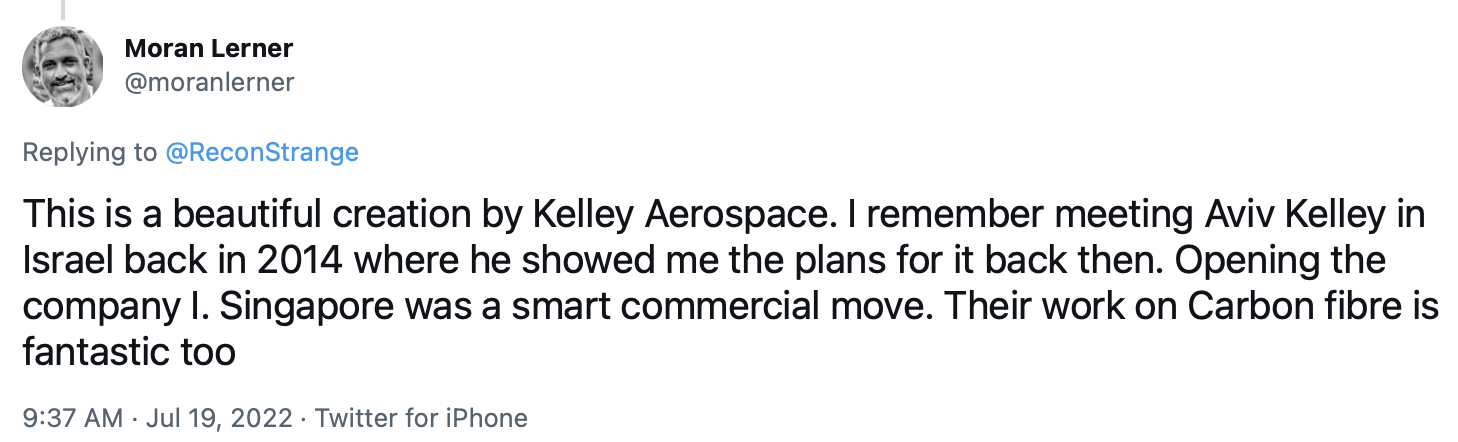 Moran Lerner
@moranlerner
Replying to @ReconStrange
This is a beautiful creation by Kelley Aerospace. I remember meeting Aviv Kelley in
Israel back in 2014 where he showed me the plans for it back then. Opening the
company I. Singapore was a smart commercial move. Their work on Carbon fibre is
fantastic too
9:37 AM · Jul 19, 2022 · Twitter for iPhone